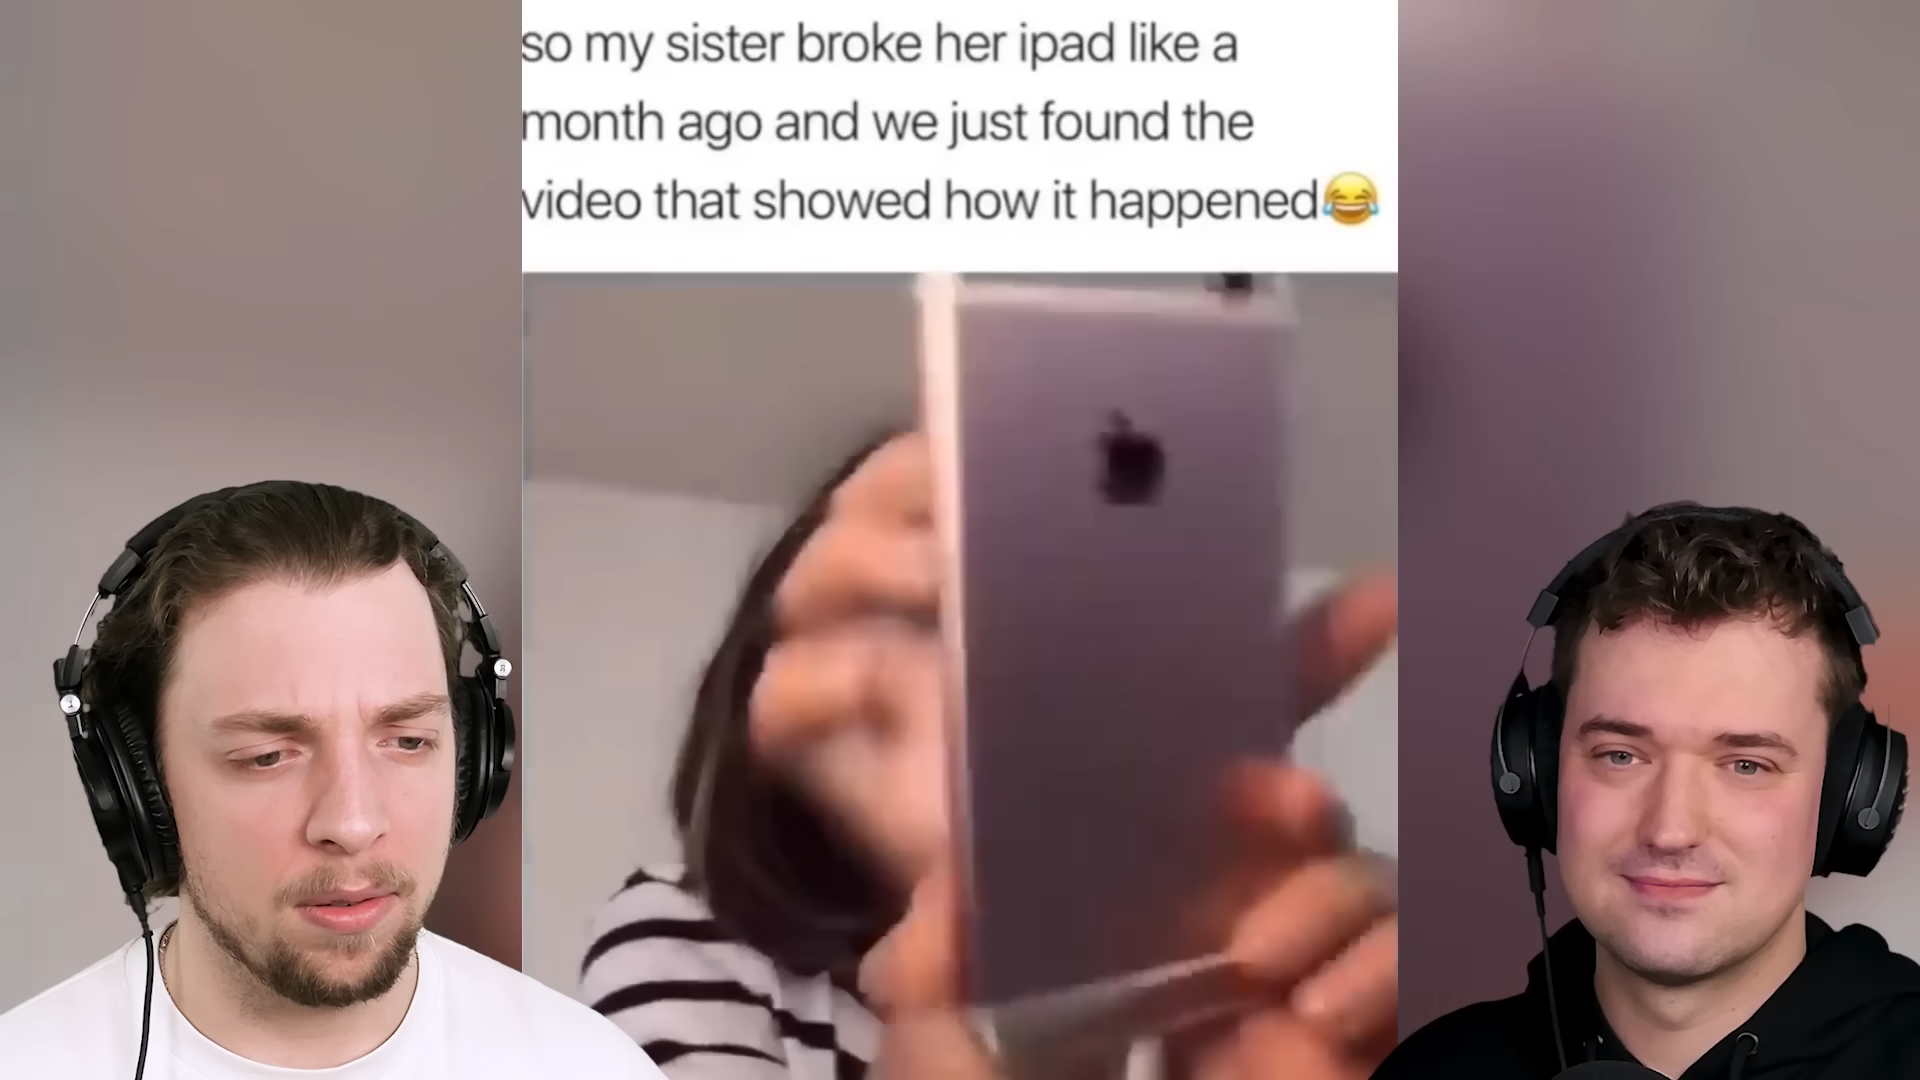 so my sister broke her ipad like a
month ago and we just found the
video that showed how it happened😂